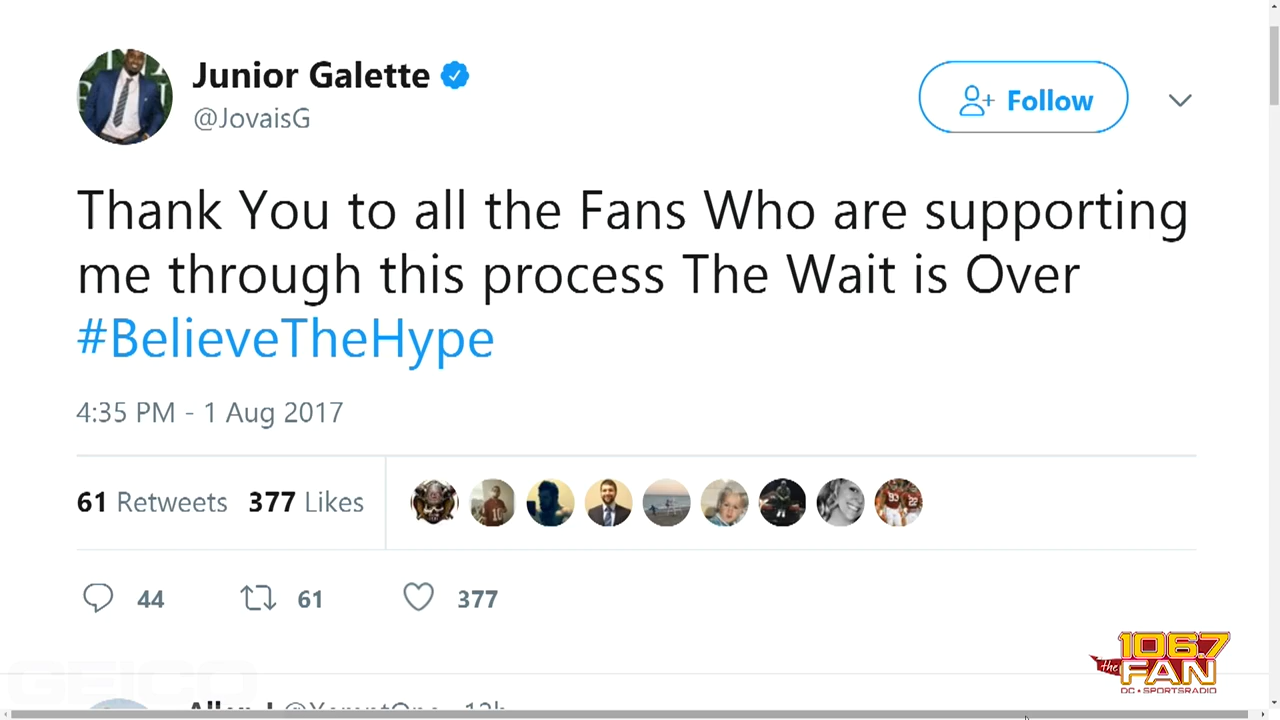 Junior Galette
@JovaisG
Follow
Thank You to all the Fans Who are supporting
me through this process The Wait is Over
#BelieveTheHype
4:35 PM - 1 Aug 2017
61 Retweets 377 Likes
44 61 377
106.7
the FAN
DC • SPORTSRADIO
GEICO